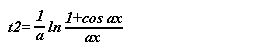 t2= 1/a ln 1+cos ax/ax